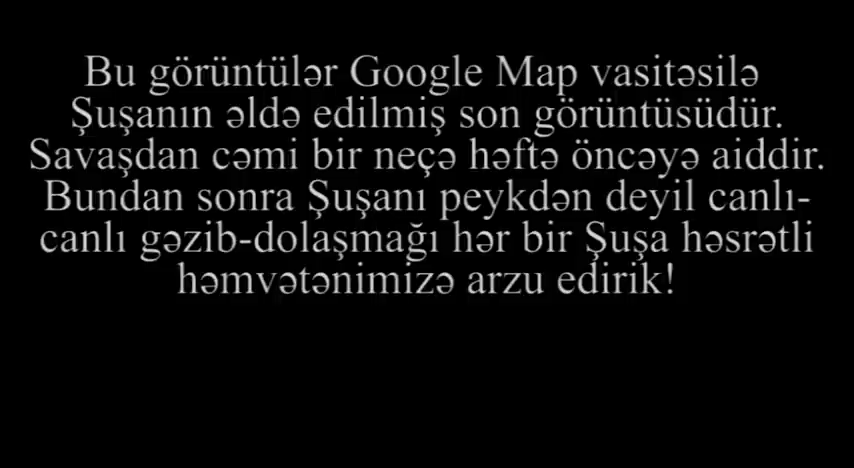 Bu görüntülər Google Map vasitəsilə
Şuşanın əldə edilmiş son görüntüsüdür.
Savaşdan cəmi bir neçə həftə öncəyə aiddir.
Bundan sonra Şuşanı peykdən deyil canlı-
canlı gəzib-dolaşmağı hər bir Şuşa həsrətli
həmvətənimizə arzu edirik!